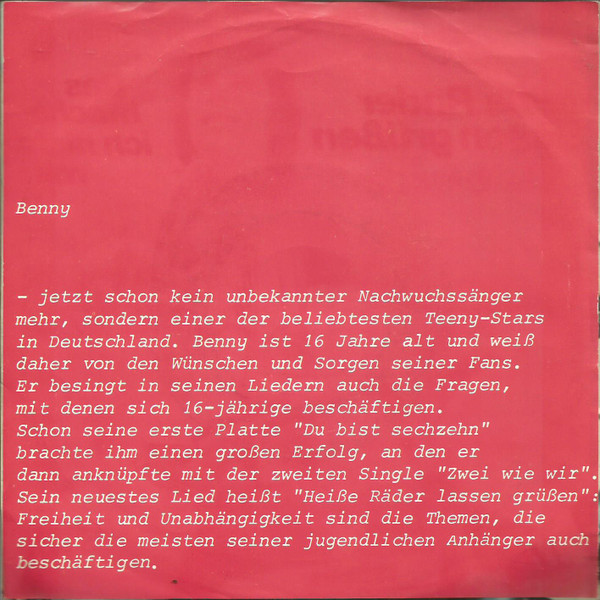 Benny
- jetzt schon kein unbekannter Nachwuchssänger
mehr, sondern einer der beliebtesten Teeny-Stars
in Deutschland. Benny ist 16 Jahre alt und weiß
daher von den Wünschen und Sorgen seiner Fans.
Er besingt in seinen Liedern auch die Fragen,
mit denen sich 16-jährige beschäftigen.
Schon seine erste Platte "Du bist sechzehn"
brachte ihm einen großen Erfolg, an den er
dann anknüpfte mit der zweiten Single "Zwei wie wir".
Sein neuestes Lied heißt "Heiße Räder lassen grüßen":
Freiheit und Unabhängigkeit sind die Themen, die
sicher die meisten seiner jugendlichen Anhänger auch
beschäftigen.